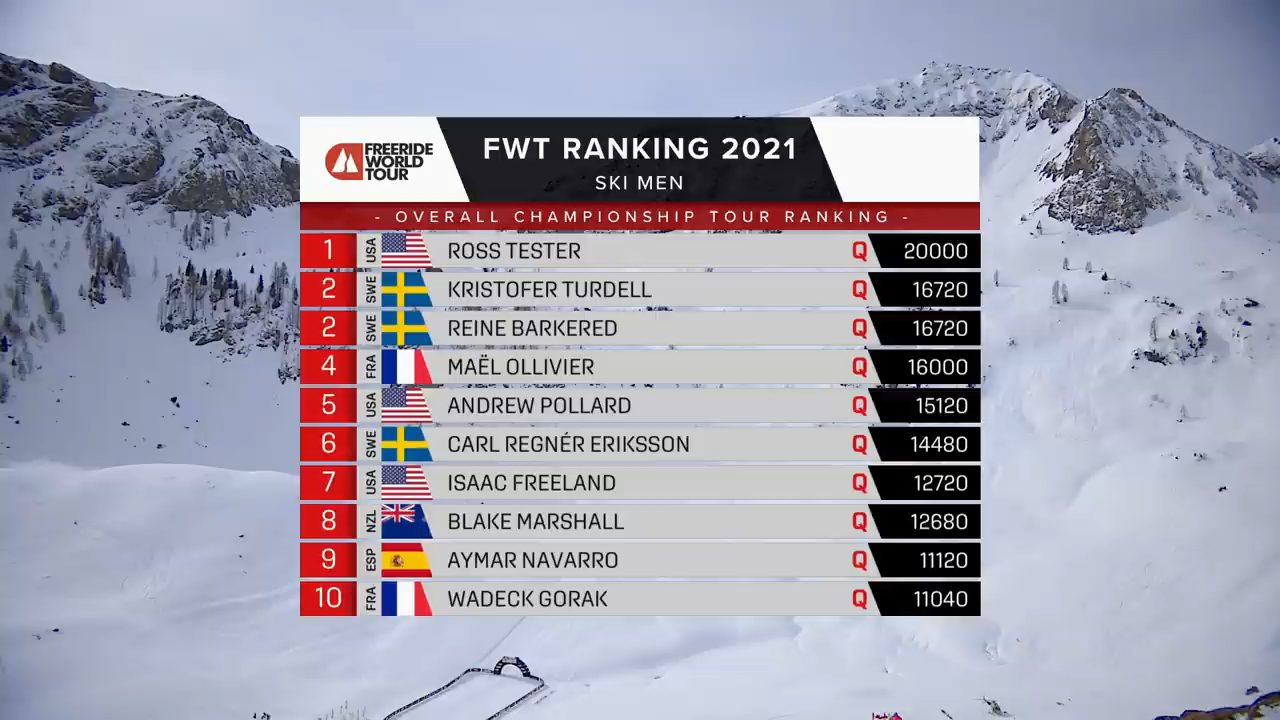 FREERIDE
WORLD
TOUR
FWT RANKING 2021
SKI MEN
- OVERALL CHAMPIONSHIP TOUR RANKING -
1 USA ROSS TESTER Q 20000
2 SWE KRISTOFER TURDELL Q 16720
2 SWE REINE BARKERED Q 16720
4 FRA MAËL OLLIVIER Q 16000
5 USA ANDREW POLLARD Q 15120
6 SWE CARL REGNÉR ERIKSSON Q 14480
7 USA ISAAC FREELAND Q 12720
8 NZL BLAKE MARSHALL Q 12680
9 ESP AYMAR NAVARRO Q 11120
10 FRA WADECK GORAK Q 11040